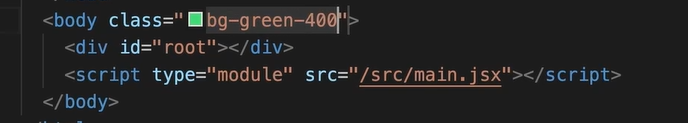 <body class="bg-green-400">
<div id="root"></div>
<script type="module" src="/src/main.jsx"></script>
</body>